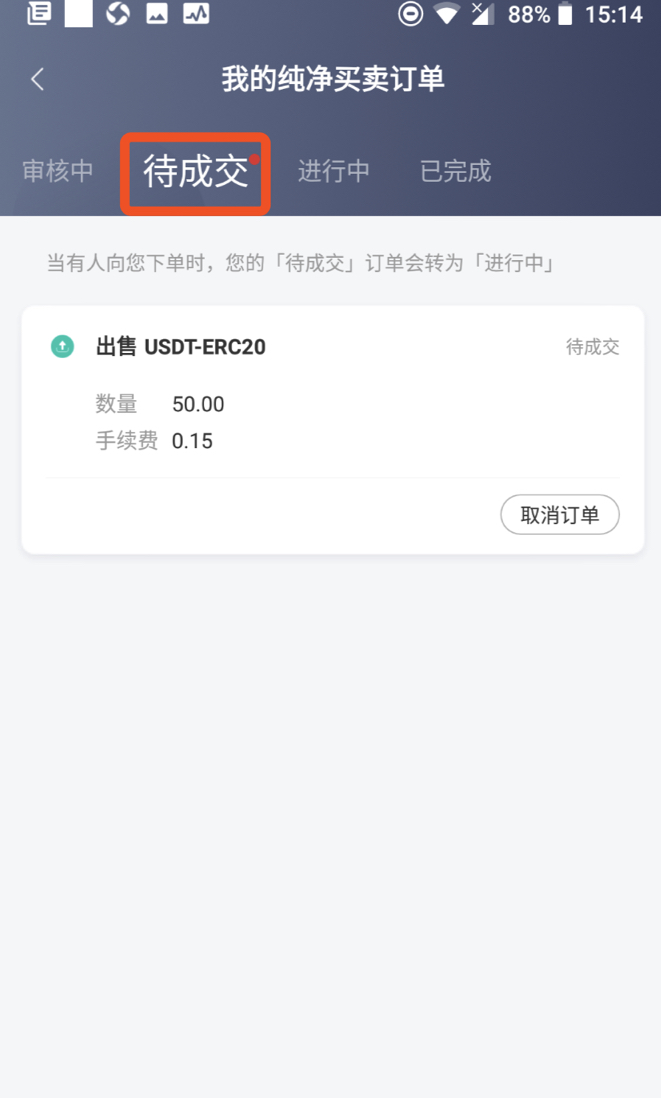 88% 15:14
我的纯净买卖订单
审核中 待成交 进行中 已完成
当有人向您下单时，您的「待成交」订单会转为「进行中」
出售 USDT-ERC20 待成交
数量 50.00
手续费 0.15
取消订单